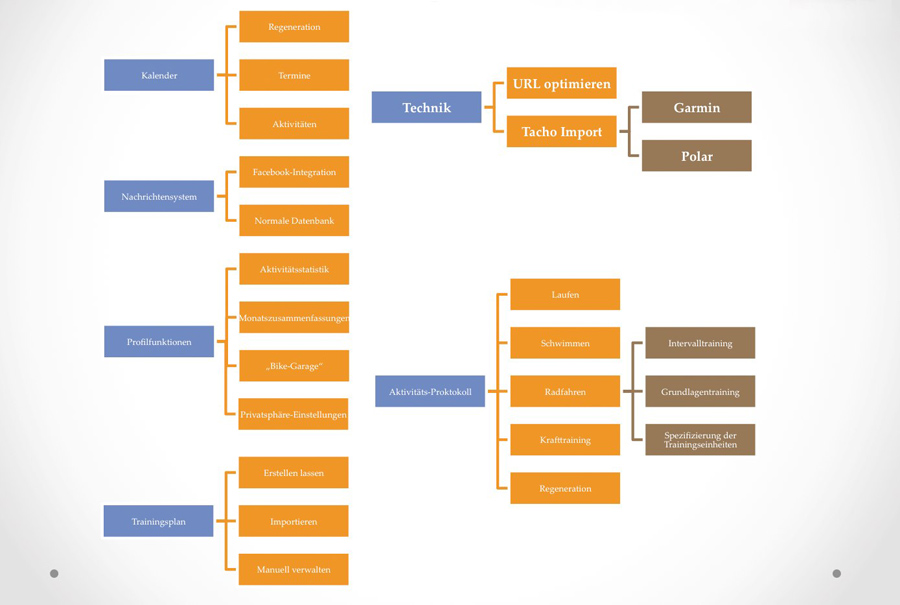 Kalender
Regeneration
Termine
Aktivitäten
Nachrichtensystem
Facebook-Integration
Normale Datenbank
Profilfunktionen
Aktivitätsstatistik
Monatszusammenfassungen
„Bike-Garage“
Privatsphäre-Einstellungen
Trainingsplan
Erstellen lassen
Importieren
Manuell verwalten
Technik
URL optimieren
Tacho Import
Garmin
Polar
Aktivitäts-Proktokoll
Laufen
Schwimmen
Radfahren
Intervalltraining
Grundlagentraining
Spezifizierung der
Trainingseinheiten
Krafttraining
Regeneration